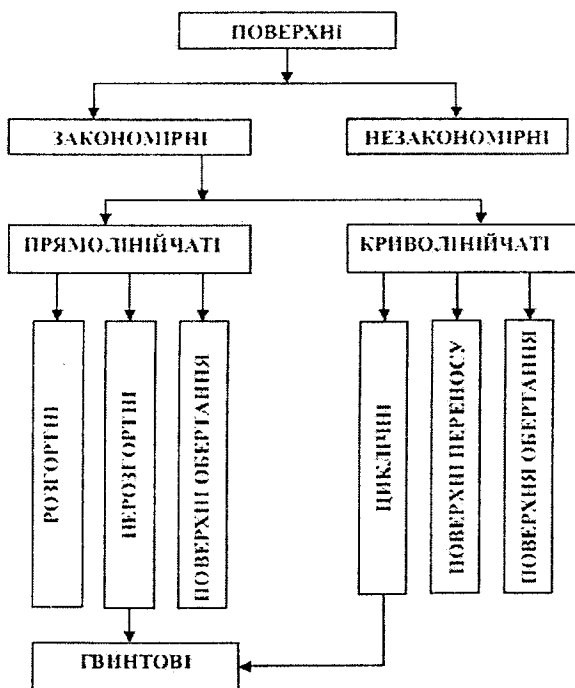 ПОВЕРХНІ
ЗАКОНОМІРНІ
НЕЗАКОНОМІРНІ
ПРЯМОЛІНІЙЧАТІ
КРИВОЛІНІЙЧАТІ
РОЗГОРТНІ
НЕРОЗГОРТНІ
ПОВЕРХНІ ОБЕРТАННЯ
ЦИКЛІЧНІ
ПОВЕРХНІ ПЕРЕНОСУ
ПОВЕРХНЯ ОБЕРТАННЯ
ГВИНТОВІ